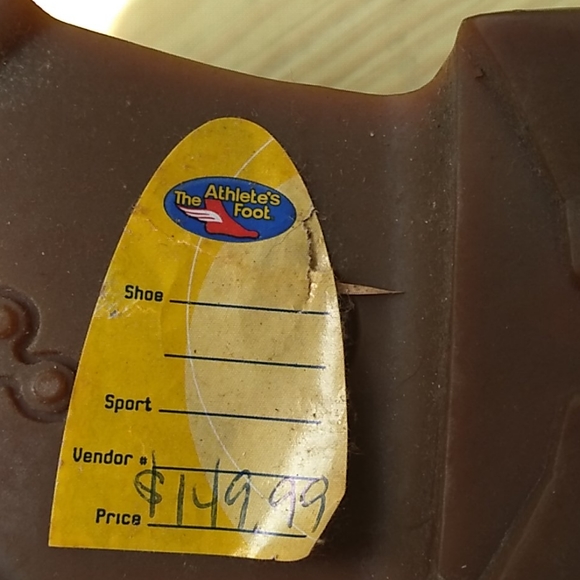 The Athlete's
Foot
Shoe
Sport
Vendor #
$149.99
Price